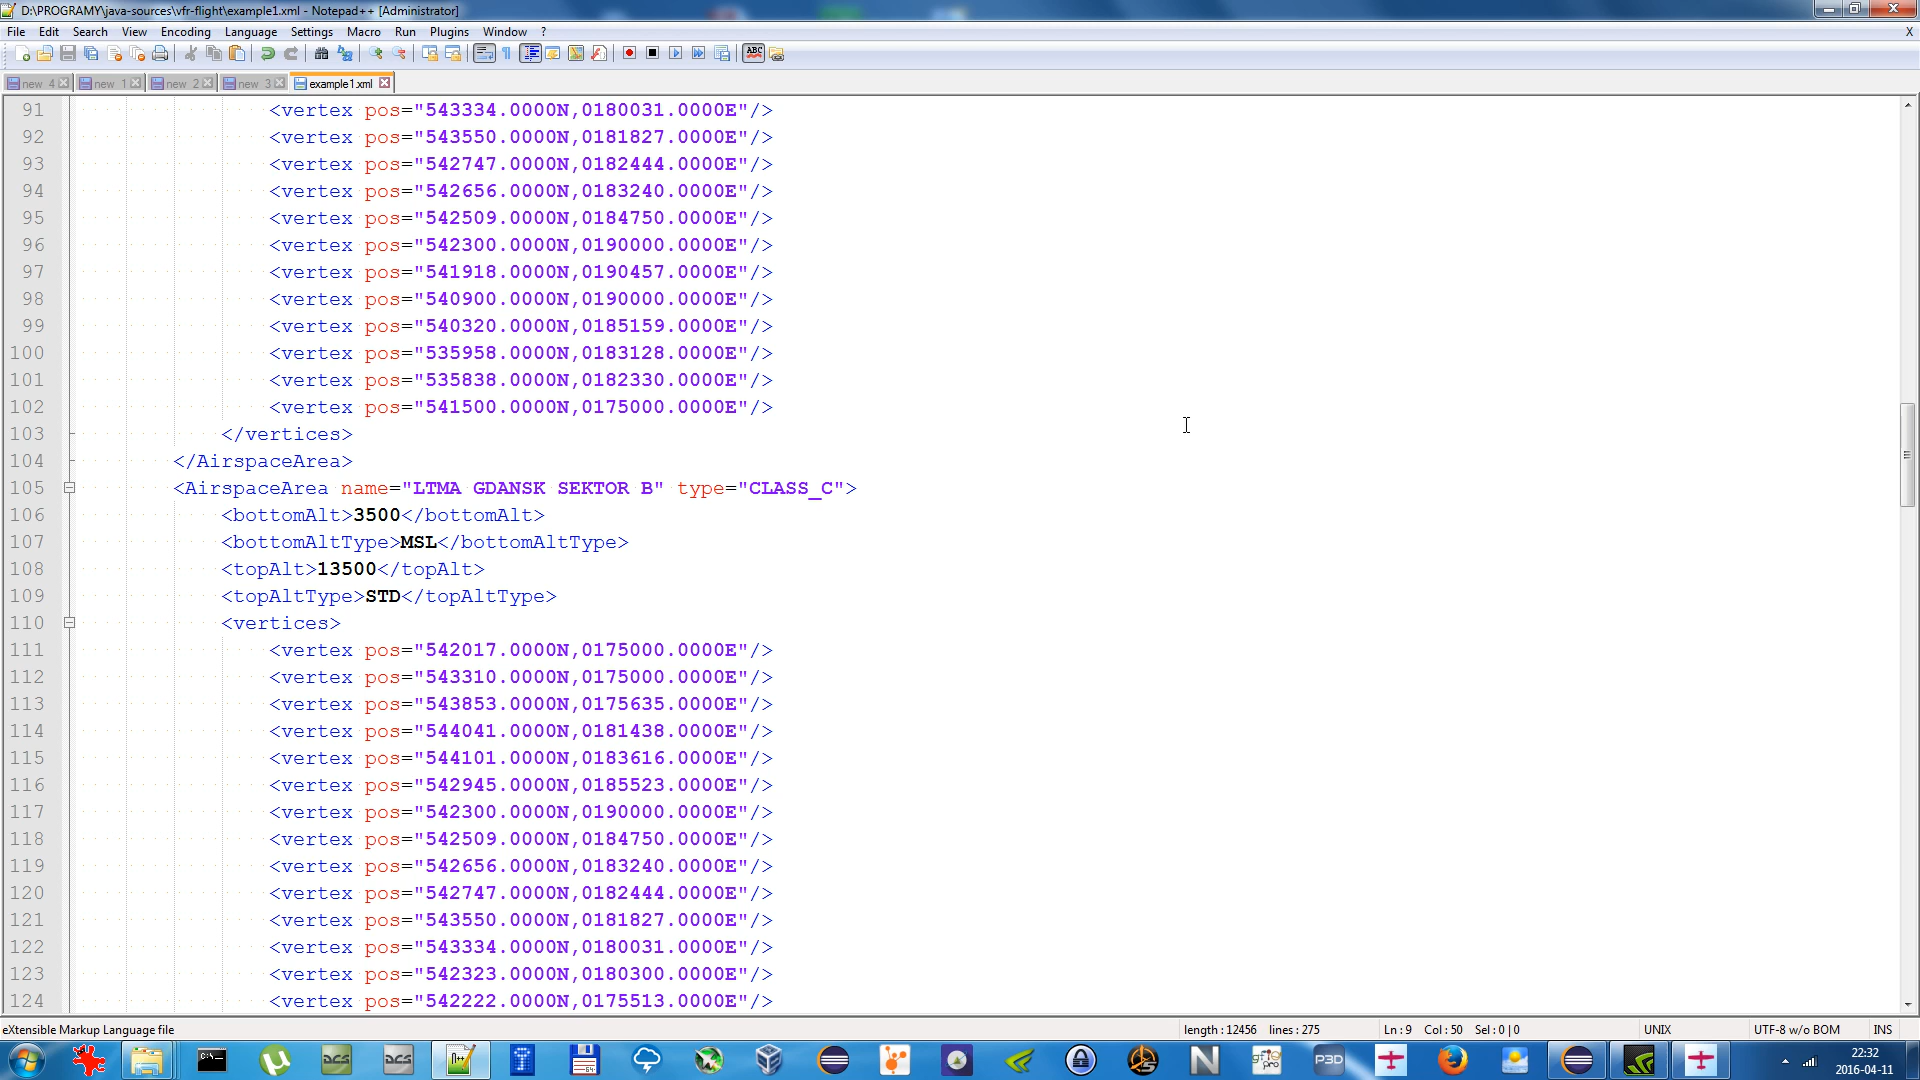 D:\PROGRAMY\java-sources\vfr-flight\example1.xml - Notepad++ [Administrator]
File Edit Search View Encoding Language Settings Macro Run Plugins Window ? X
new 4 new 1 new 2 new 3 example1.xml
91 <vertex pos="543334.0000N,0180031.0000E"/>
92 <vertex pos="543550.0000N,0181827.0000E"/>
93 <vertex pos="542747.0000N,0182444.0000E"/>
94 <vertex pos="542656.0000N,0183240.0000E"/>
95 <vertex pos="542509.0000N,0184750.0000E"/>
96 <vertex pos="542300.0000N,0190000.0000E"/>
97 <vertex pos="541918.0000N,0190457.0000E"/>
98 <vertex pos="540900.0000N,0190000.0000E"/>
99 <vertex pos="540320.0000N,0185159.0000E"/>
100 <vertex pos="535958.0000N,0183128.0000E"/>
101 <vertex pos="535838.0000N,0182330.0000E"/>
102 <vertex pos="541500.0000N,0175000.0000E"/>
103 </vertices>
104 </AirspaceArea>
105 <AirspaceArea name="LTMA GDANSK SEKTOR B" type="CLASS_C">
106 <bottomAlt>3500</bottomAlt>
107 <bottomAltType>MSL</bottomAltType>
108 <topAlt>13500</topAlt>
109 <topAltType>STD</topAltType>
110 <vertices>
111 <vertex pos="542017.0000N,0175000.0000E"/>
112 <vertex pos="543310.0000N,0175000.0000E"/>
113 <vertex pos="543853.0000N,0175635.0000E"/>
114 <vertex pos="544041.0000N,0181438.0000E"/>
115 <vertex pos="544101.0000N,0183616.0000E"/>
116 <vertex pos="542945.0000N,0185523.0000E"/>
117 <vertex pos="542300.0000N,0190000.0000E"/>
118 <vertex pos="542509.0000N,0184750.0000E"/>
119 <vertex pos="542656.0000N,0183240.0000E"/>
120 <vertex pos="542747.0000N,0182444.0000E"/>
121 <vertex pos="543550.0000N,0181827.0000E"/>
122 <vertex pos="543334.0000N,0180031.0000E"/>
123 <vertex pos="542323.0000N,0180300.0000E"/>
124 <vertex pos="542222.0000N,0175513.0000E"/>
eXtensible Markup Language file length : 12456 lines : 275 Ln : 9 Col : 50 Sel : 0 | 0 UNIX UTF-8 w/o BOM INS
DCS DCS P3D
22:32
2016-04-11